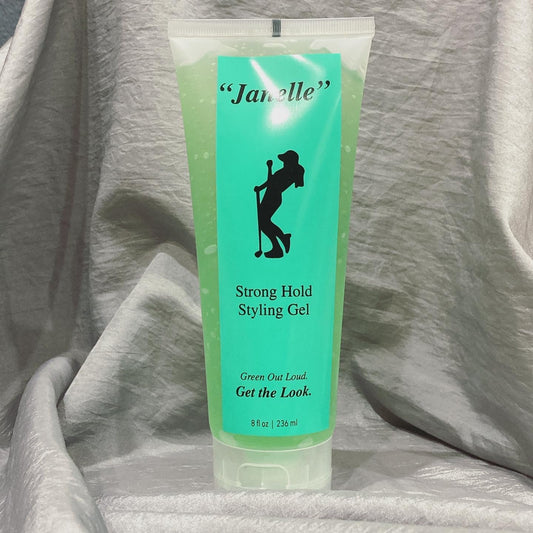 “Janelle”
Strong Hold
Styling Gel
Green Out Loud.
Get the Look.
8 fl oz | 236 ml